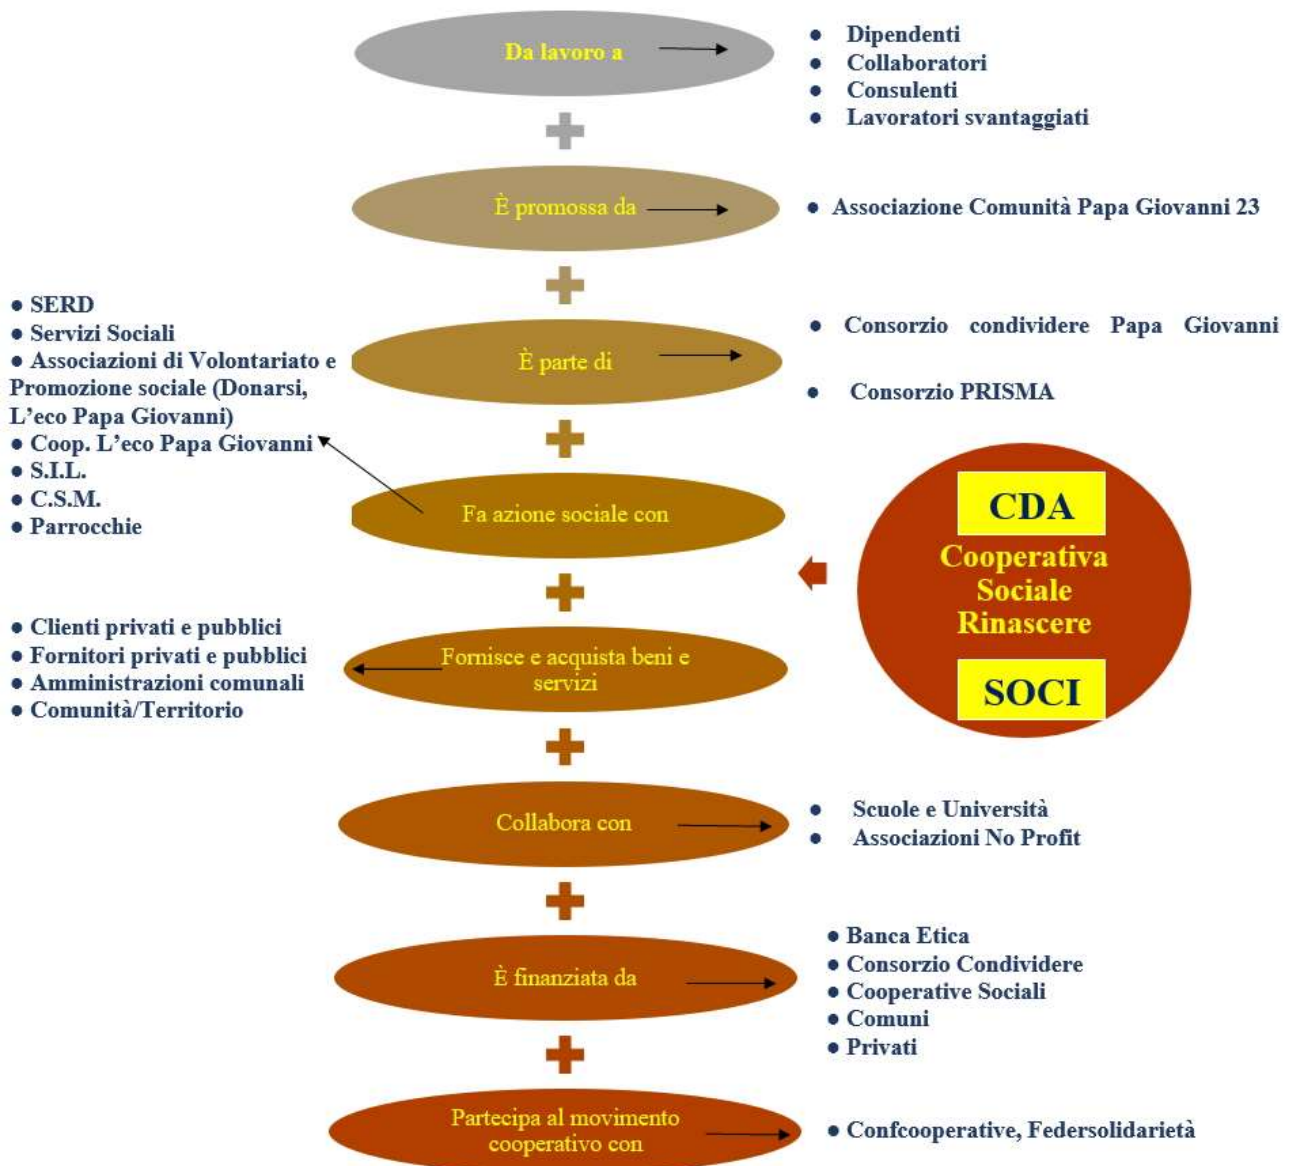 Da lavoro a
● Dipendenti
● Collaboratori
● Consulenti
● Lavoratori svantaggiati
È promossa da
● Associazione Comunità Papa Giovanni 23
È parte di
● Consorzio condividere Papa Giovanni
● Consorzio PRISMA
● SERD
● Servizi Sociali
● Associazioni di Volontariato e
Promozione sociale (Donarsi,
L’eco Papa Giovanni)
● Coop. L’eco Papa Giovanni
● S.I.L.
● C.S.M.
● Parrocchie
Fa azione sociale con
CDA
Cooperativa
Sociale
Rinascere
SOCI
● Clienti privati e pubblici
● Fornitori privati e pubblici
● Amministrazioni comunali
● Comunità/Territorio
Fornisce e acquista beni e
servizi
Collabora con
● Scuole e Università
● Associazioni No Profit
È finanziata da
● Banca Etica
● Consorzio Condividere
● Cooperative Sociali
● Comuni
● Privati
Partecipa al movimento
cooperativo con
● Confcooperative, Federsolidarietà